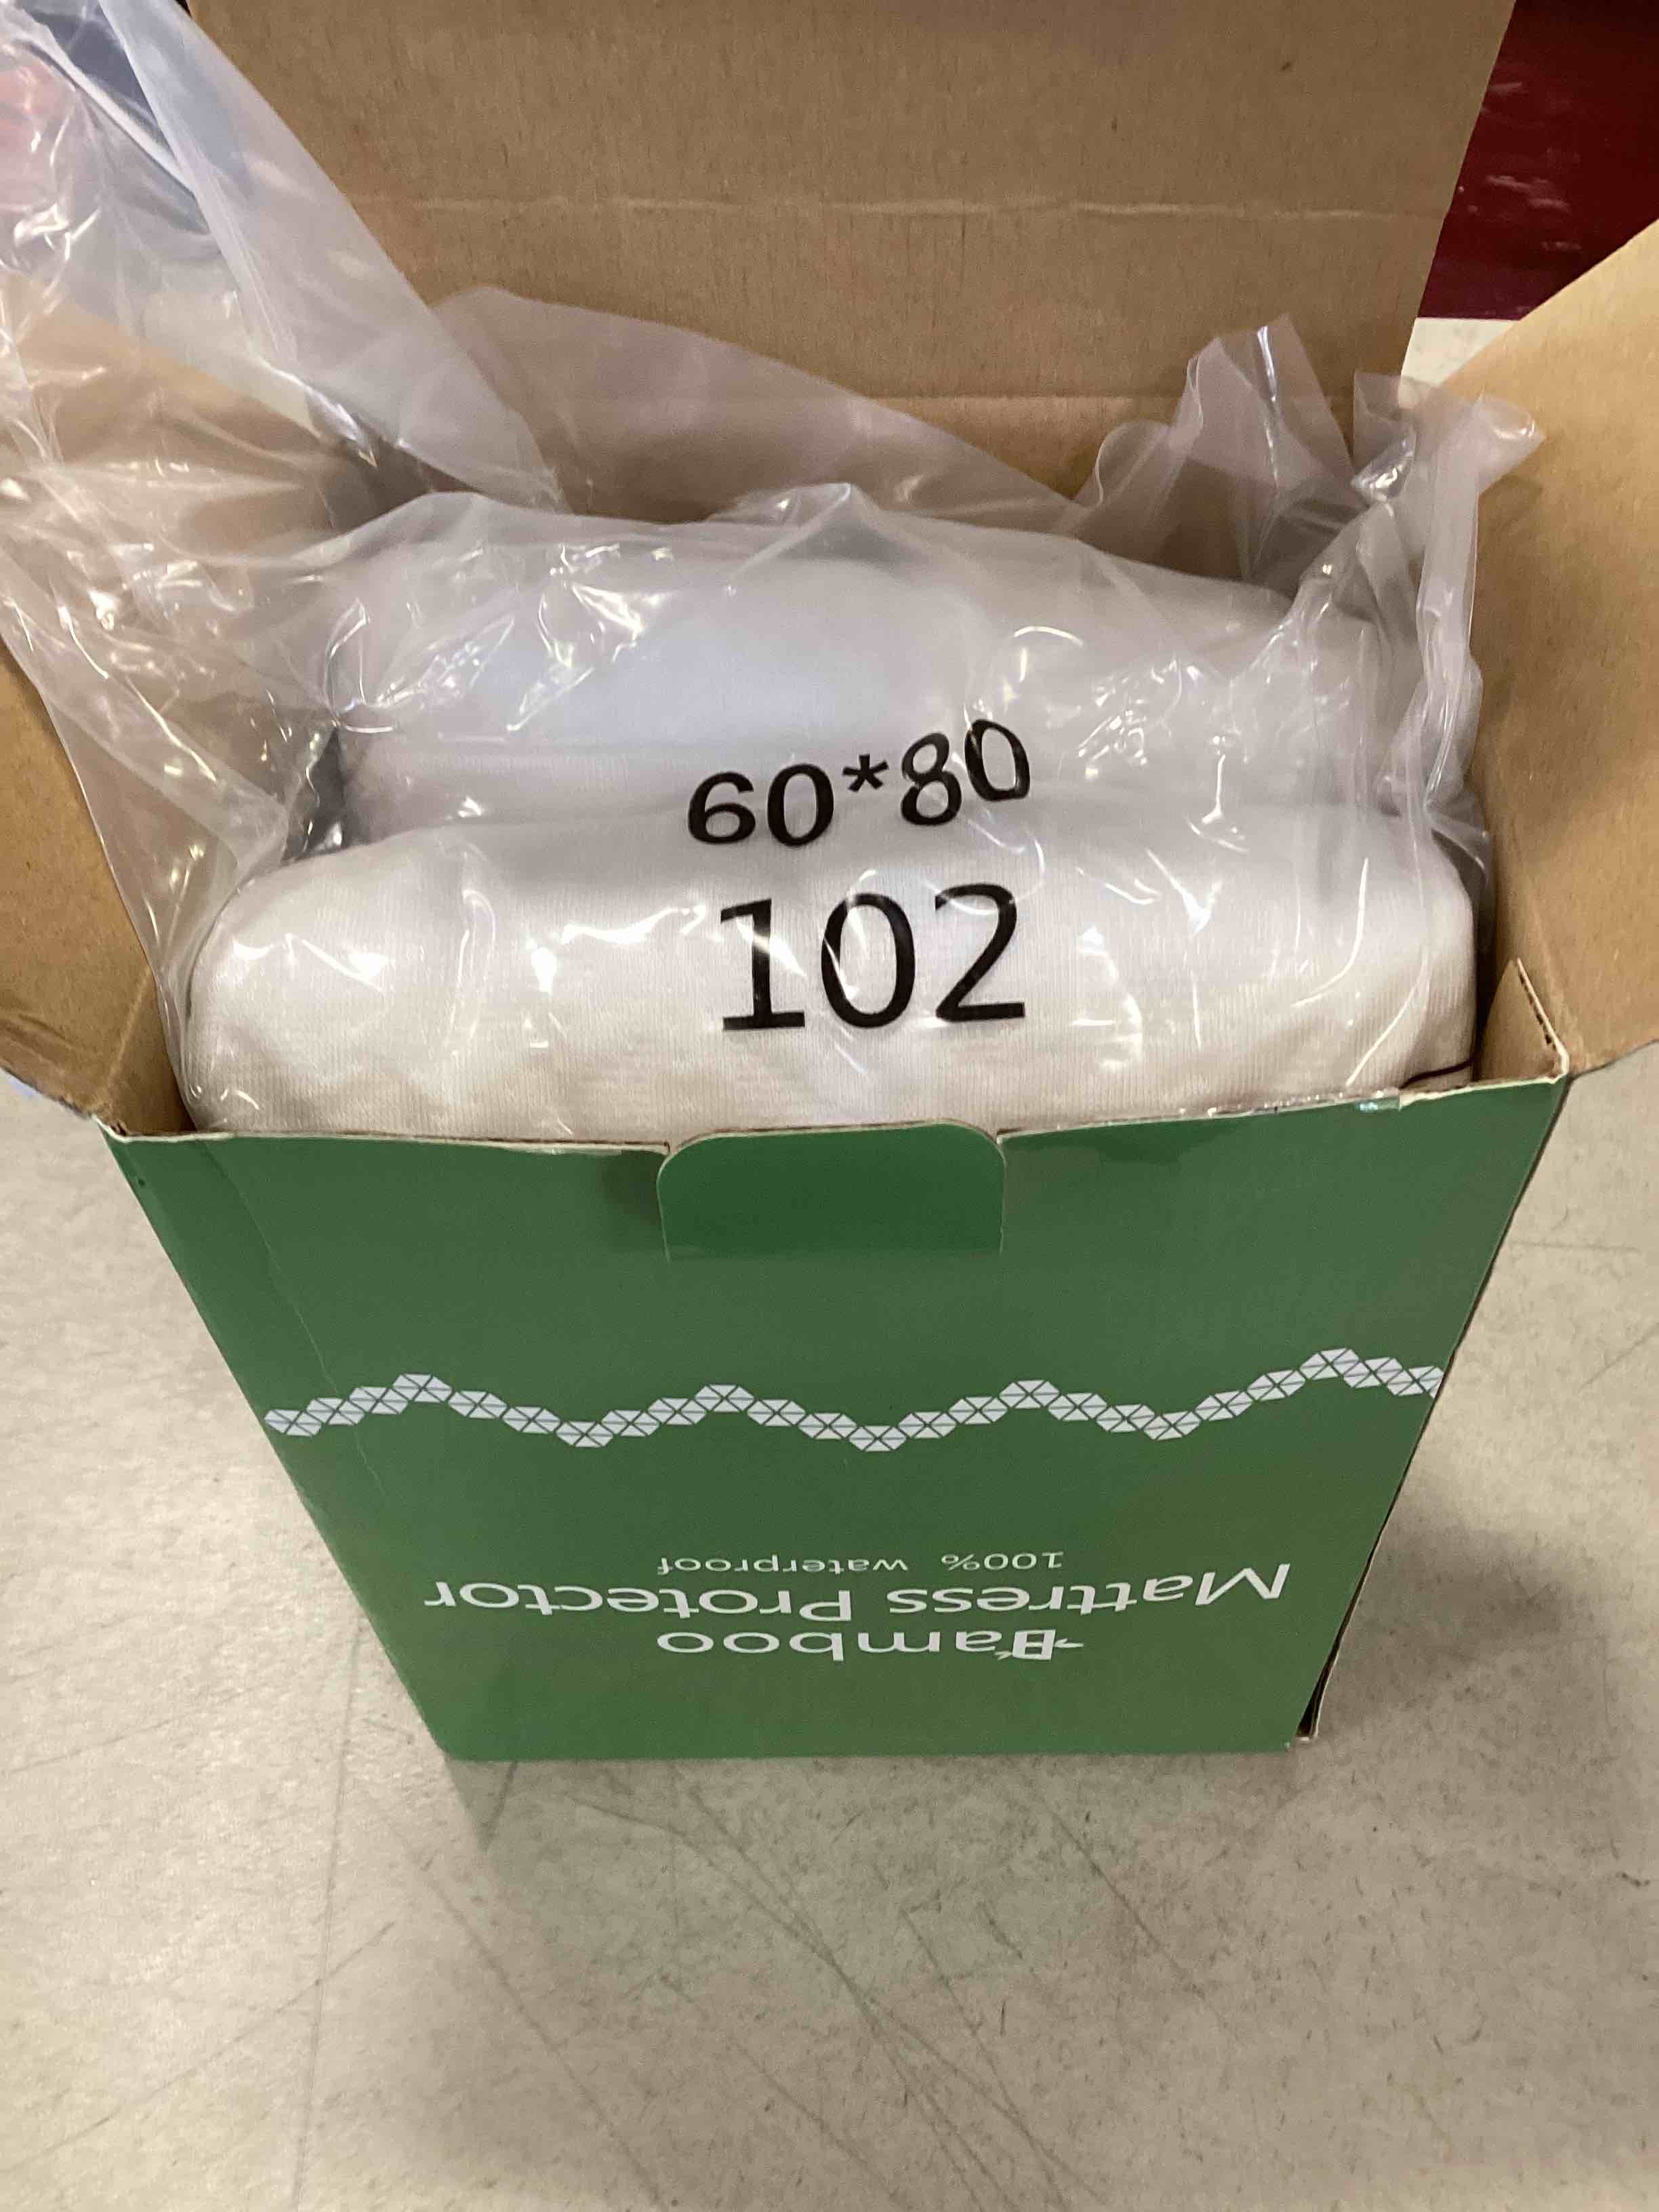 60*80
102
Bamboo
Mattress Protector
100% waterproof